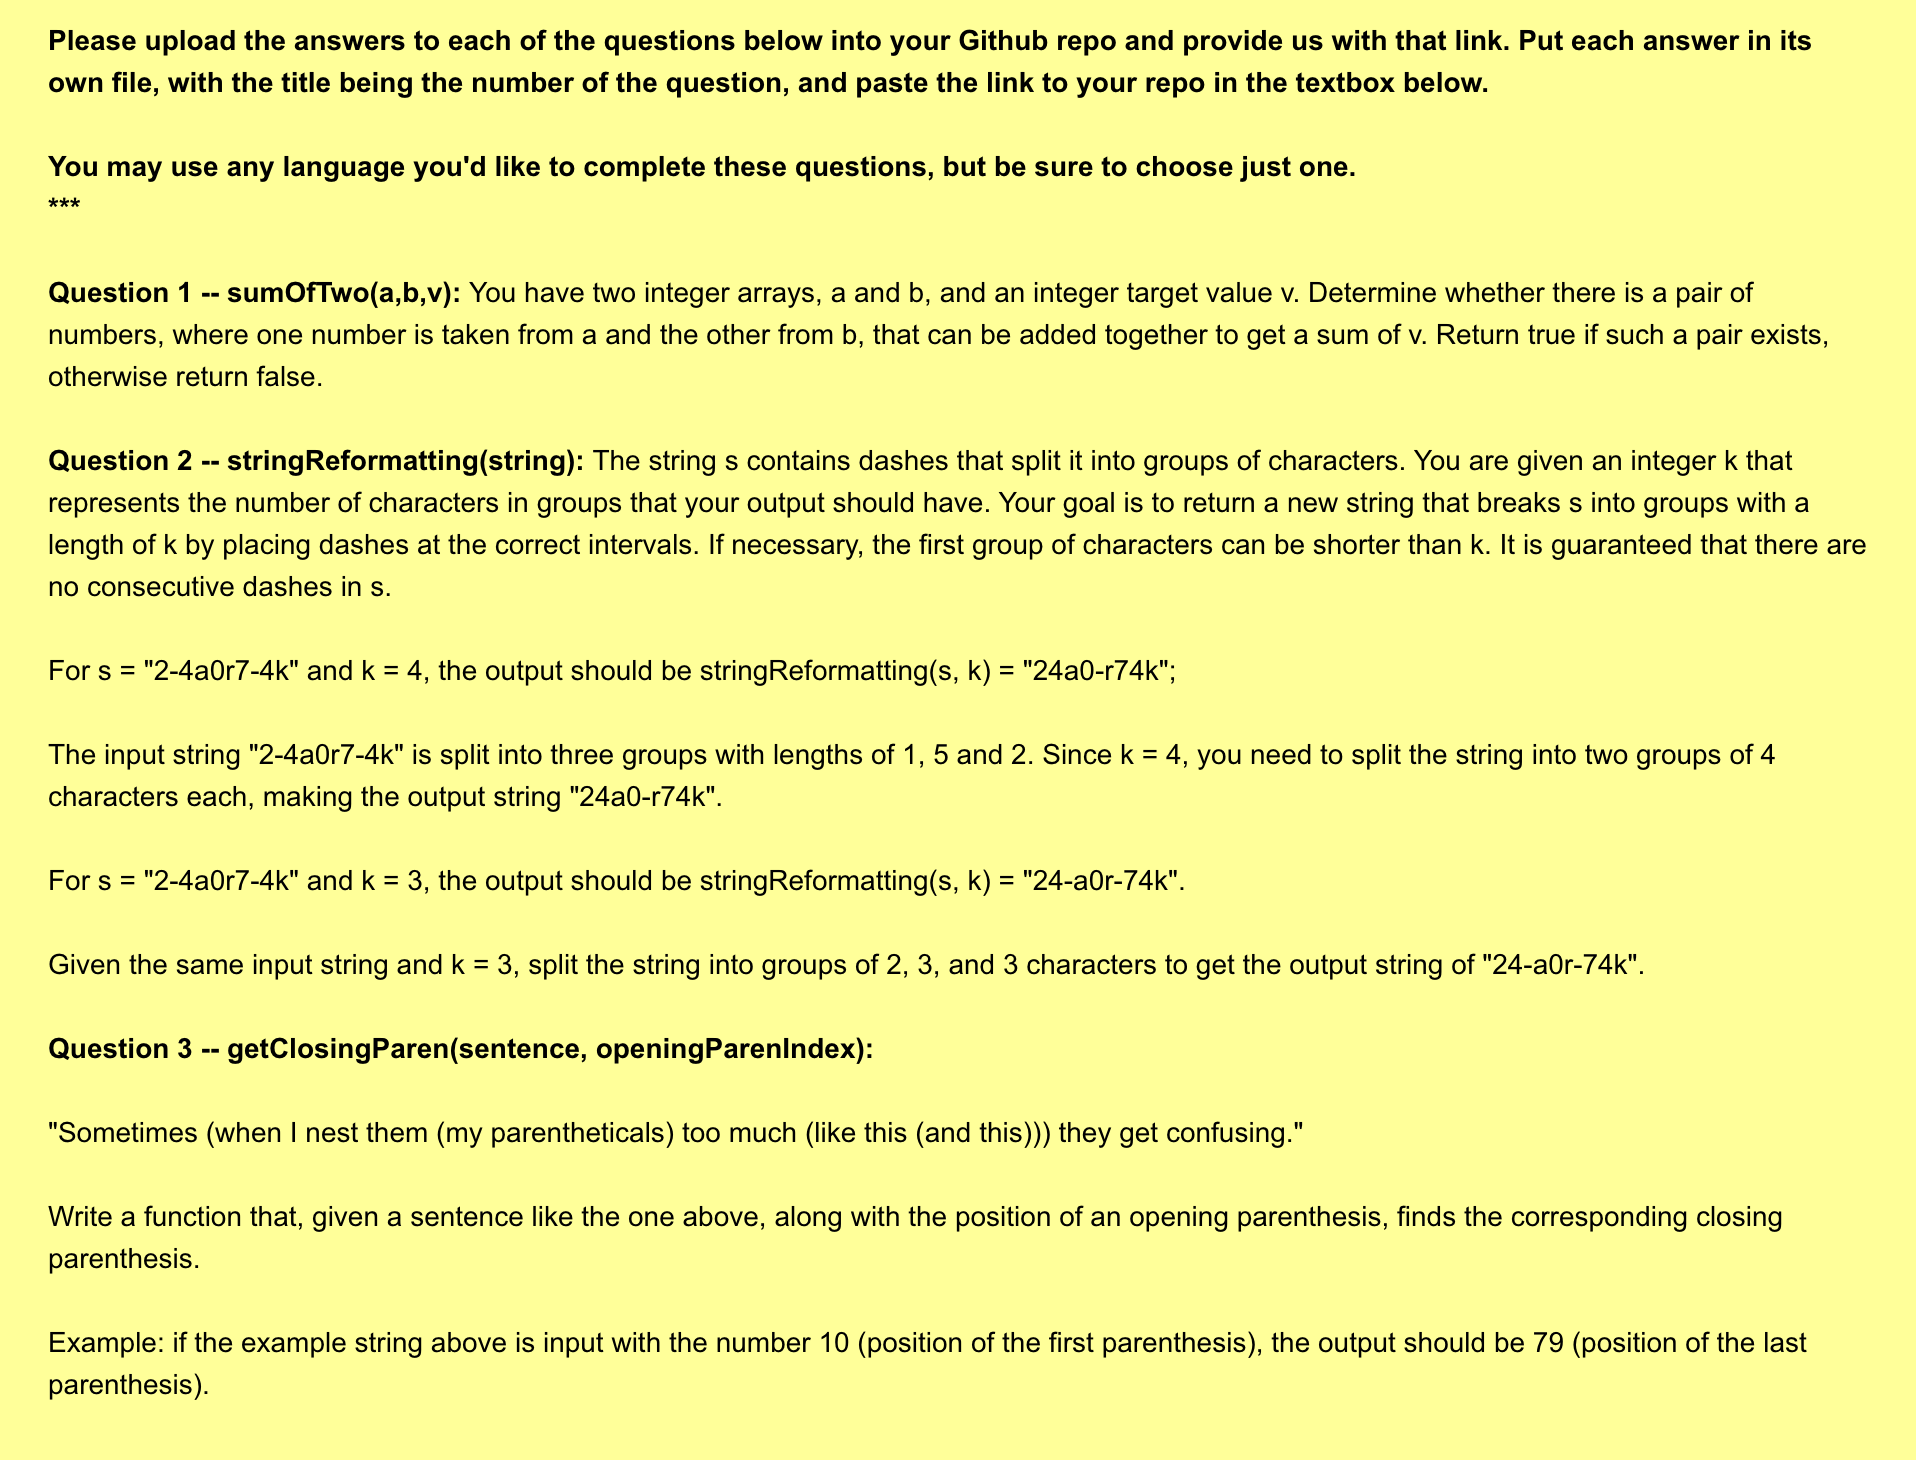 Please upload the answers to each of the questions below into your Github repo and provide us with that link. Put each answer in its
own file, with the title being the number of the question, and paste the link to your repo in the textbox below.
You may use any language you'd like to complete these questions, but be sure to choose just one.
***
Question 1 -- sumOfTwo(a,b,v): You have two integer arrays, a and b, and an integer target value v. Determine whether there is a pair of
numbers, where one number is taken from a and the other from b, that can be added together to get a sum of v. Return true if such a pair exists,
otherwise return false.
Question 2 -- stringReformatting(string): The string s contains dashes that split it into groups of characters. You are given an integer k that
represents the number of characters in groups that your output should have. Your goal is to return a new string that breaks s into groups with a
length of k by placing dashes at the correct intervals. If necessary, the first group of characters can be shorter than k. It is guaranteed that there are
no consecutive dashes in s.
For s = "2-4a0r7-4k" and k = 4, the output should be stringReformatting(s, k) = "24a0-r74k";
The input string "2-4a0r7-4k" is split into three groups with lengths of 1, 5 and 2. Since k = 4, you need to split the string into two groups of 4
characters each, making the output string "24a0-r74k".
For s = "2-4a0r7-4k" and k = 3, the output should be stringReformatting(s, k) = "24-a0r-74k".
Given the same input string and k = 3, split the string into groups of 2, 3, and 3 characters to get the output string of "24-a0r-74k".
Question 3 -- getClosingParen(sentence, openingParenIndex):
"Sometimes (when I nest them (my parentheticals) too much (like this (and this))) they get confusing."
Write a function that, given a sentence like the one above, along with the position of an opening parenthesis, finds the corresponding closing
parenthesis.
Example: if the example string above is input with the number 10 (position of the first parenthesis), the output should be 79 (position of the last
parenthesis).